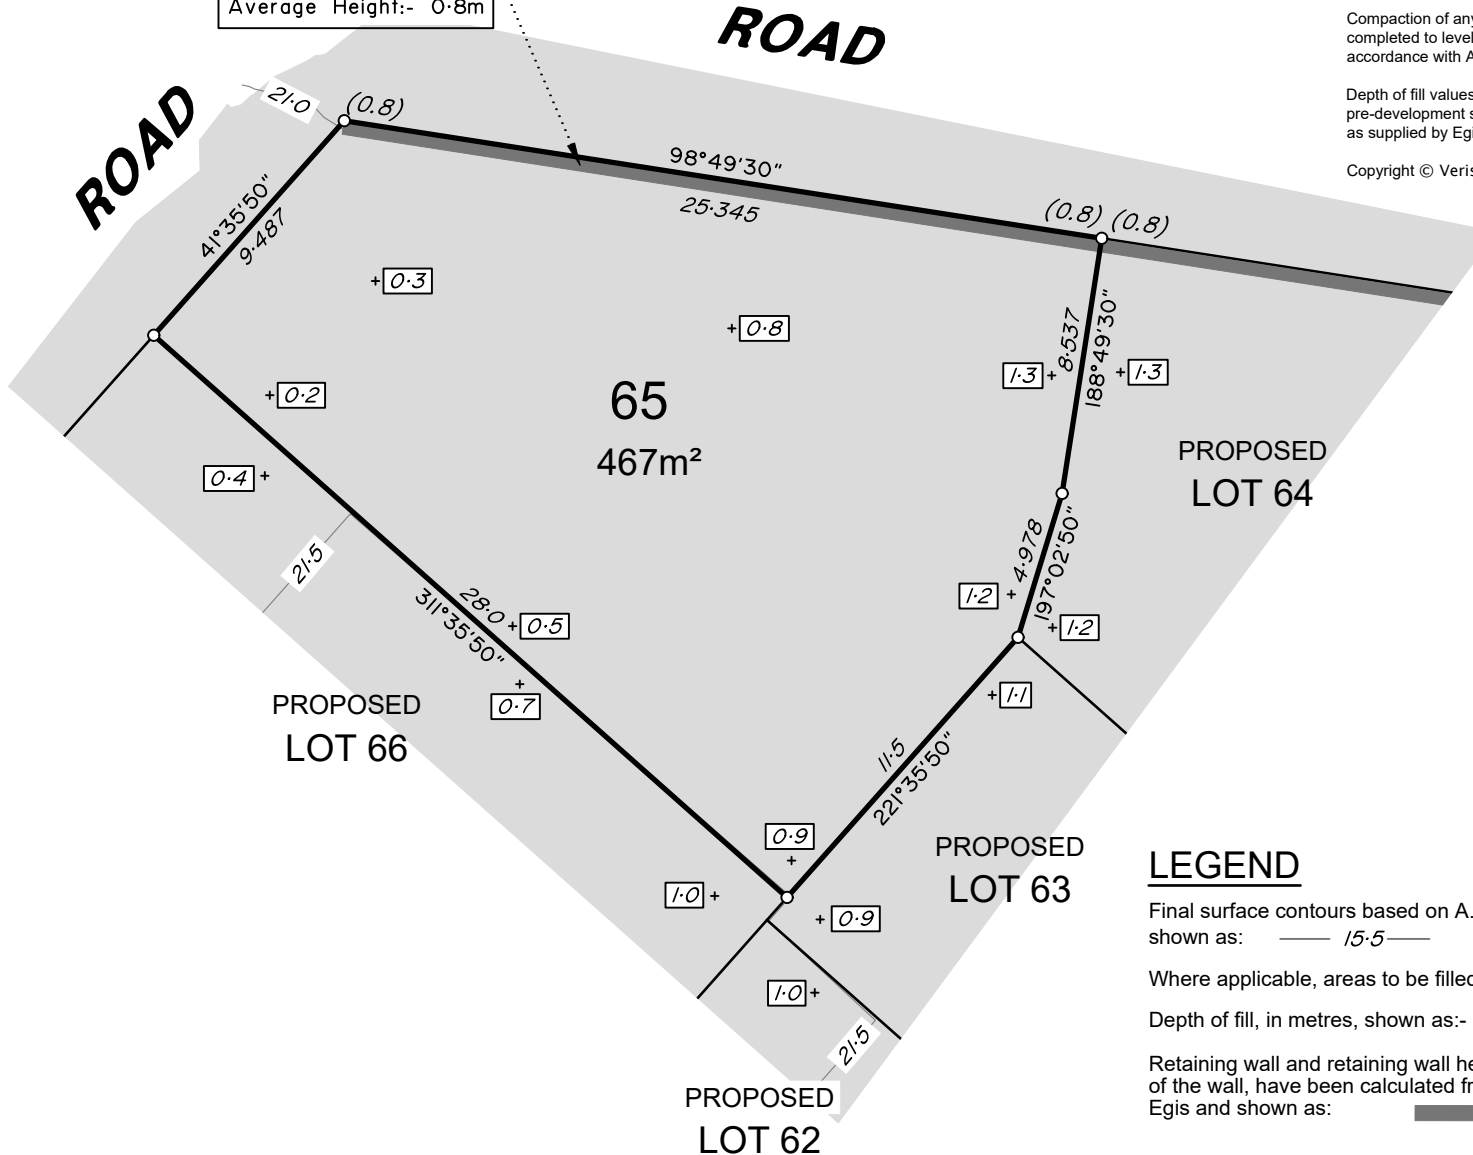 Average Height:- 0·8m
ROAD
ROAD
Compaction of any
completed to level
accordance with A
Depth of fill values
pre-development s
as supplied by Egi
Copyright © Veris
21·0
(0.8)
98°49'30"
25·345
(0.8) (0.8)
41°35'50"
9·487
0·3
0·8
8·537
188°49'30"
1·3
1·3
0·2
65
467m²
0·4
PROPOSED
LOT 64
21·5
4·978
197°02'50"
1·2
1·2
28·0
311°35'50"
0·5
0·7
1·1
PROPOSED
LOT 66
11·5
221°35'50"
0·9
1·0
0·9
PROPOSED
LOT 63
1·0
21·5
PROPOSED
LOT 62
LEGEND
Final surface contours based on A.
shown as: 15·5
Where applicable, areas to be filled
Depth of fill, in metres, shown as:-
Retaining wall and retaining wall he
of the wall, have been calculated fr
Egis and shown as: